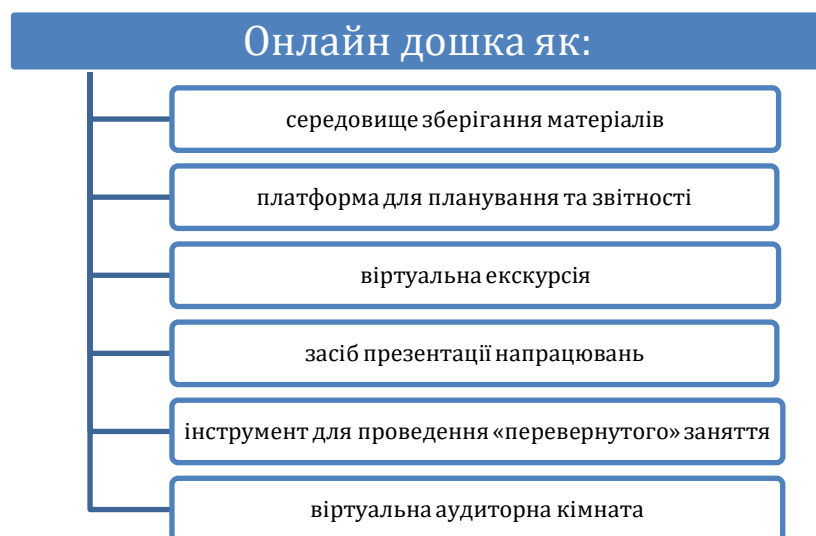 Онлайн дошка як:
середовище зберігання матеріалів
платформа для планування та звітності
віртуальна екскурсія
засіб презентації напрацювань
інструмент для проведення «перевернутого» заняття
віртуальна аудиторна кімната